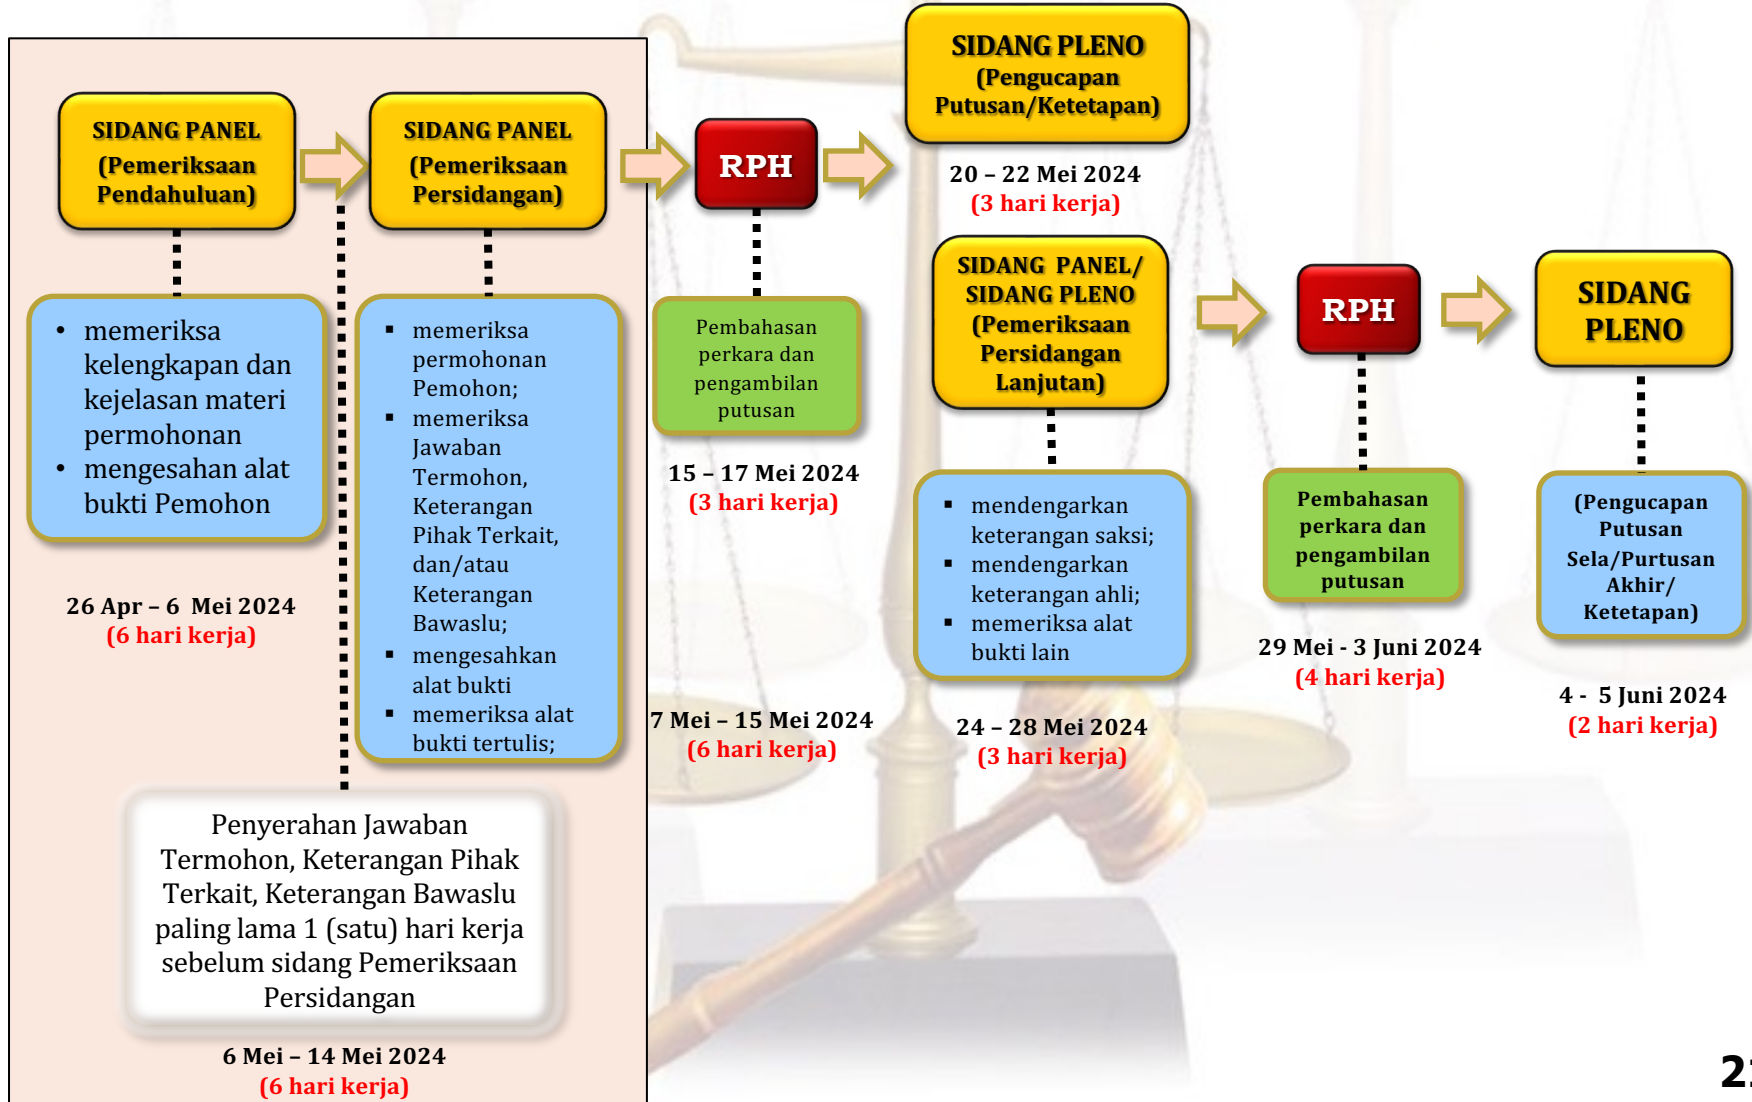 SIDANG PANEL
(Pemeriksaan
Pendahuluan)
• memeriksa
kelengkapan dan
kejelasan materi
permohonan
• mengesahan alat
bukti Pemohon
26 Apr – 6 Mei 2024
(6 hari kerja)
SIDANG PANEL
(Pemeriksaan
Persidangan)
▪ memeriksa
permohonan
Pemohon;
▪ memeriksa
Jawaban
Termohon,
Keterangan
Pihak Terkait,
dan/atau
Keterangan
Bawaslu;
▪ mengesahkan
alat bukti
▪ memeriksa alat
bukti tertulis;
7 Mei – 15 Mei 2024
(6 hari kerja)
Penyerahan Jawaban
Termohon, Keterangan Pihak
Terkait, Keterangan Bawaslu
paling lama 1 (satu) hari kerja
sebelum sidang Pemeriksaan
Persidangan
6 Mei – 14 Mei 2024
(6 hari kerja)
RPH
Pembahasan
perkara dan
pengambilan
putusan
15 – 17 Mei 2024
(3 hari kerja)
SIDANG PLENO
(Pengucapan
Putusan/Ketetapan)
20 – 22 Mei 2024
(3 hari kerja)
SIDANG PANEL/
SIDANG PLENO
(Pemeriksaan
Persidangan
Lanjutan)
▪ mendengarkan
keterangan saksi;
▪ mendengarkan
keterangan ahli;
▪ memeriksa alat
bukti lain
24 – 28 Mei 2024
(3 hari kerja)
RPH
Pembahasan
perkara dan
pengambilan
putusan
29 Mei - 3 Juni 2024
(4 hari kerja)
SIDANG
PLENO
(Pengucapan
Putusan
Sela/Purtusan
Akhir/
Ketetapan)
4 - 5 Juni 2024
(2 hari kerja)